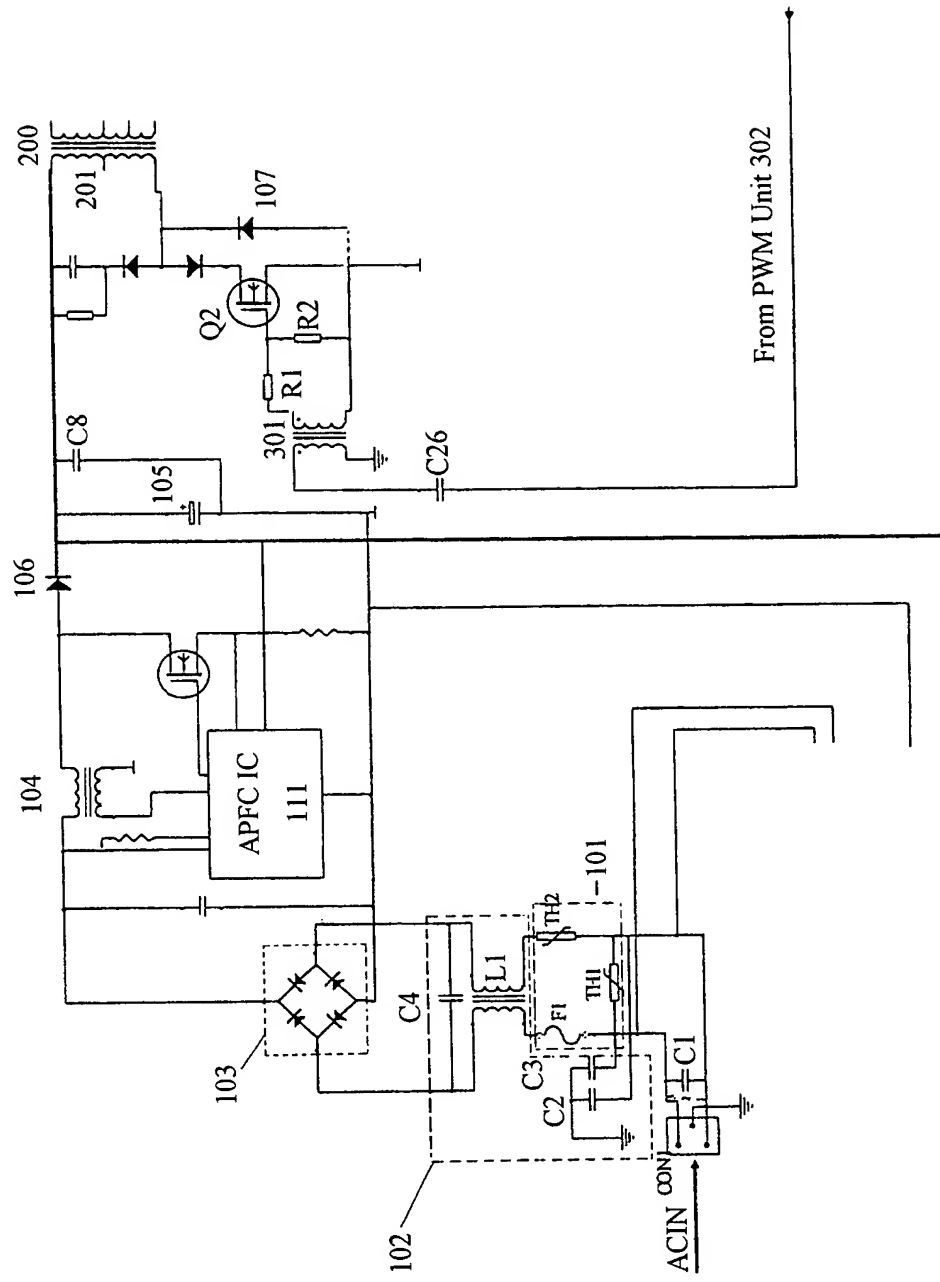 200
201
107
Q2
R2
R1
301
C8
105
C26
From PWM Unit 302
106
104
APFC IC
111
103
C4
L1
-101
TH2
TH1
F1
C3
C2
C1
102
CON1
ACIN